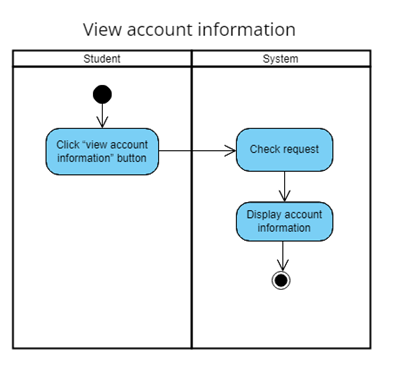 View account information
Student
System
Click “view account
information” button
Check request
Display account
information